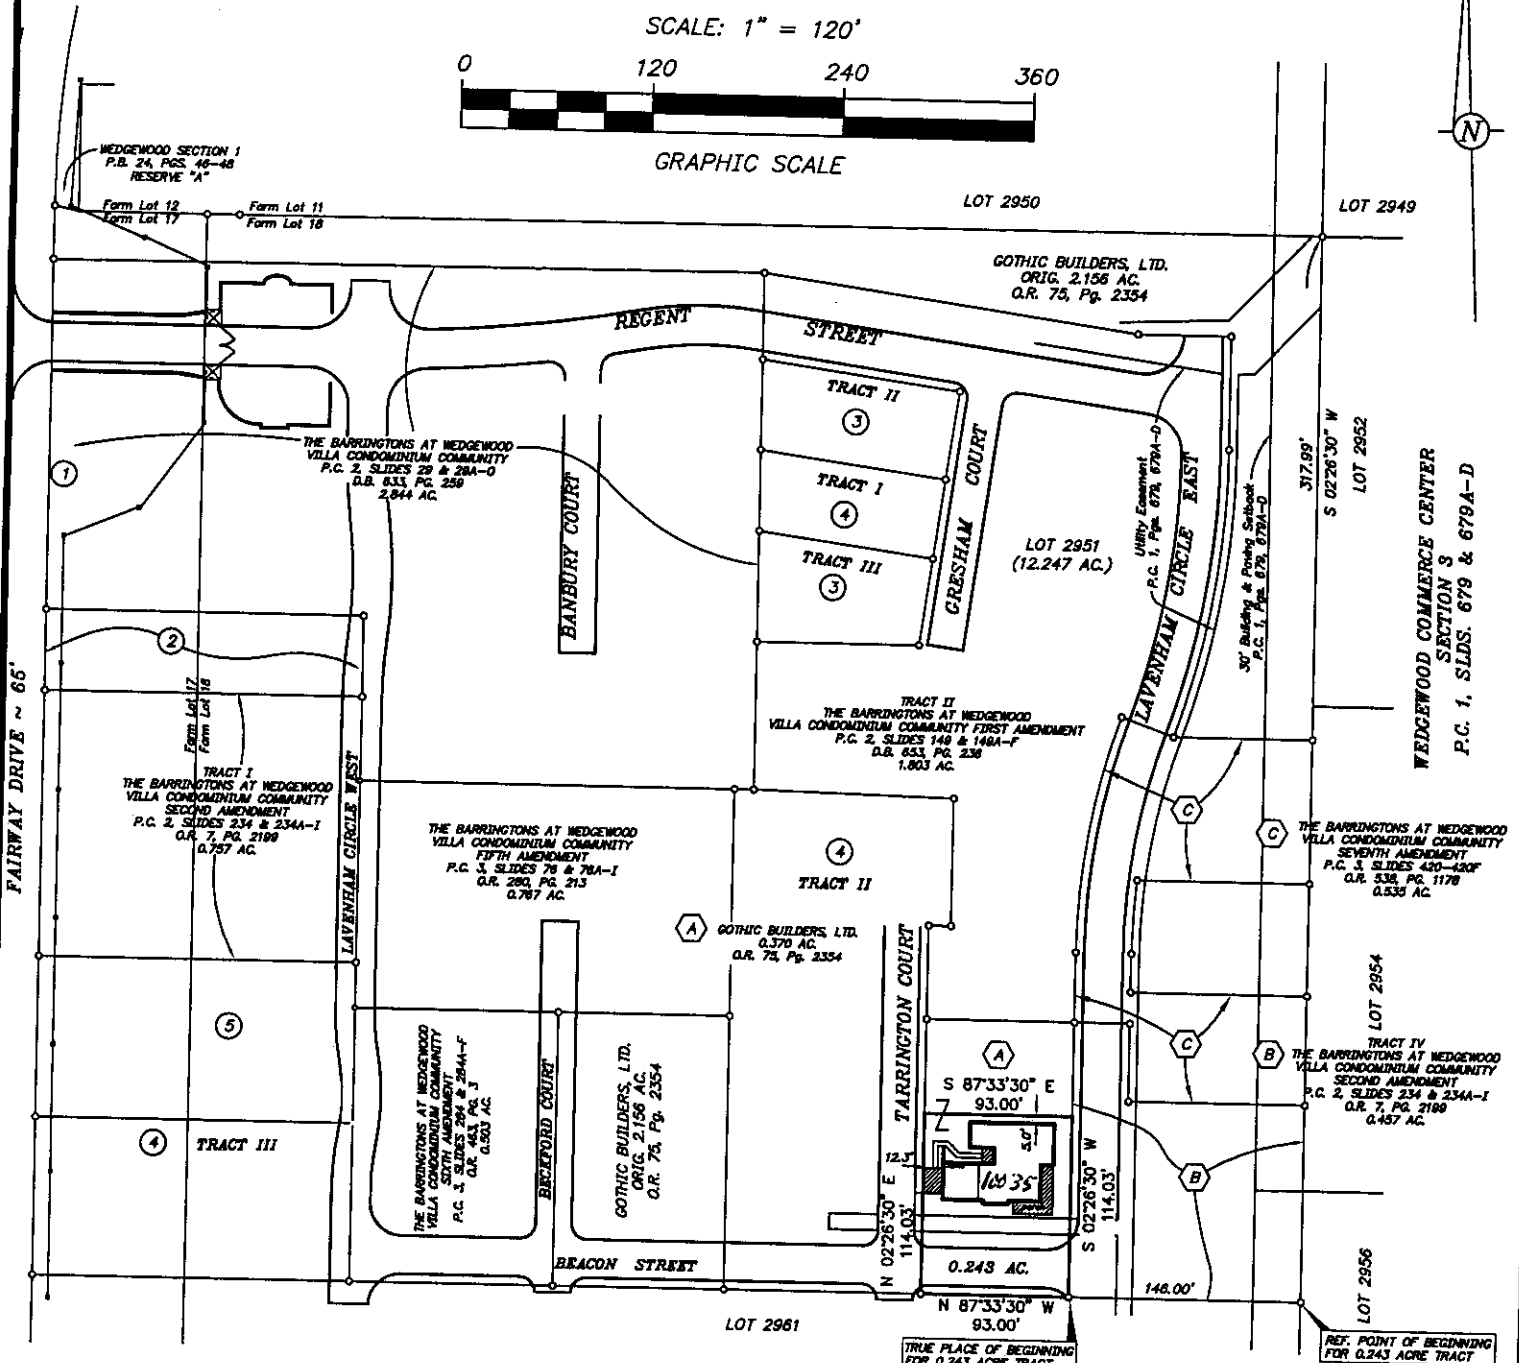 SCALE: 1" = 120'
0 120 240 360
GRAPHIC SCALE
N
WEDGEWOOD SECTION 1
P.B. 24, PGS. 46-48
RESERVE "A"
Farm Lot 12
Farm Lot 17
Farm Lot 11
Farm Lot 18
LOT 2950
LOT 2949
GOTHIC BUILDERS, LTD.
ORIG. 2.156 AC.
O.R. 75, Pg. 2354
REGENT STREET
TRACT II
3
TRACT I
4
TRACT III
3
GRESHAM COURT
LOT 2951
(12.247 AC.)
Utility Easement
P.C. 1, Pgs. 679, 679A-D
LAVENHAM CIRCLE EAST
30' Building & Paving Setback
P.C. 1, Pgs. 679, 679A-D
317.99'
S 02°26'30" W
LOT 2952
WEDGEWOOD COMMERCE CENTER
SECTION 3
P.C. 1, SLDS. 679 & 679A-D
THE BARRINGTONS AT WEDGEWOOD
VILLA CONDOMINIUM COMMUNITY
P.C. 2, SLIDES 29 & 29A-O
D.B. 633, PG. 259
2.844 AC.
1
BANBURY COURT
2
Farm Lot 17
Farm Lot 18
FAIRWAY DRIVE ~ 65'
TRACT I
THE BARRINGTONS AT WEDGEWOOD
VILLA CONDOMINIUM COMMUNITY
SECOND AMENDMENT
P.C. 2, SLIDES 234 & 234A-I
O.R. 7, PG. 2199
0.757 AC.
LAVENHAM CIRCLE WEST
TRACT II
THE BARRINGTONS AT WEDGEWOOD
VILLA CONDOMINIUM COMMUNITY FIRST AMENDMENT
P.C. 2, SLIDES 149 & 149A-F
D.B. 653, PG. 236
1.803 AC.
THE BARRINGTONS AT WEDGEWOOD
VILLA CONDOMINIUM COMMUNITY
FIFTH AMENDMENT
P.C. 3, SLIDES 76 & 76A-I
O.R. 260, PG. 213
0.767 AC.
4
TRACT II
A
GOTHIC BUILDERS, LTD.
0.370 AC.
O.R. 75, Pg. 2354
C
C
THE BARRINGTONS AT WEDGEWOOD
VILLA CONDOMINIUM COMMUNITY
SEVENTH AMENDMENT
P.C. 3, SLIDES 420-420F
O.R. 538, PG. 1178
0.535 AC.
LOT 2954
TARRINGTON COURT
5
4
TRACT III
THE BARRINGTONS AT WEDGEWOOD
VILLA CONDOMINIUM COMMUNITY
SIXTH AMENDMENT
P.C. 3, SLIDES 264 & 264A-F
O.R. 463, PG. 3
0.503 AC.
BECKFORD COURT
GOTHIC BUILDERS, LTD.
ORIG. 2.156 AC.
O.R. 75, Pg. 2354
A
S 87°33'30" E
93.00'
5.0'
12.3'
10035
N 02°26'30" E
114.03'
S 02°26'30" W
114.03'
C
B
TRACT IV
THE BARRINGTONS AT WEDGEWOOD
VILLA CONDOMINIUM COMMUNITY
SECOND AMENDMENT
P.C. 2, SLIDES 234 & 234A-I
O.R. 7, PG. 2199
0.457 AC.
B
BEACON STREET
0.243 AC.
N 87°33'30" W
93.00'
146.00'
LOT 2956
LOT 2961
TRUE PLACE OF BEGINNING
FOR 0.243 ACRE TRACT
REF. POINT OF BEGINNING
FOR 0.243 ACRE TRACT